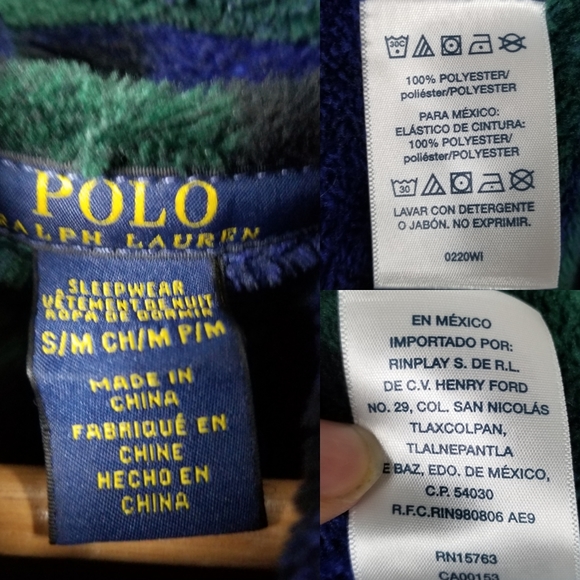 POLO
RALPH LAUREN
SLEEPWEAR
VÊTEMENT DE NUIT
ROPA DE DORMIR
S/M CH/M P/M
MADE IN
CHINA
FABRIQUÉ EN
CHINE
HECHO EN
CHINA
30C
100% POLYESTER/
poliéster/POLYESTER
PARA MÉXICO:
ELÁSTICO DE CINTURA:
100% POLYESTER/
poliéster/POLYESTER
30
LAVAR CON DETERGENTE
O JABÓN. NO EXPRIMIR.
0220WI
EN MÉXICO
IMPORTADO POR:
RINPLAY S. DE R.L.
DE C.V. HENRY FORD
NO. 29, COL. SAN NICOLÁS
TLAXCOLPAN,
TLALNEPANTLA
E BAZ, EDO. DE MÉXICO,
C.P. 54030
R.F.C.RIN980806 AE9
RN15763
CA00153